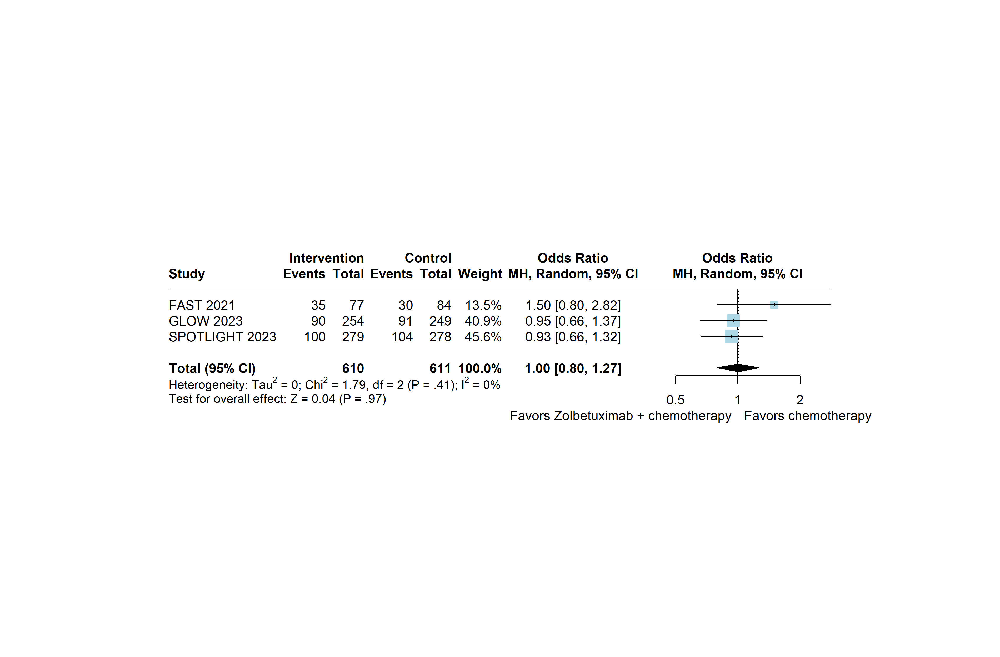 Intervention Control Odds Ratio Odds Ratio
Study Events Total Events Total Weight MH, Random, 95% CI MH, Random, 95% CI
FAST 2021 35 77 30 84 13.5% 1.50 [0.80, 2.82]
GLOW 2023 90 254 91 249 40.9% 0.95 [0.66, 1.37]
SPOTLIGHT 2023 100 279 104 278 45.6% 0.93 [0.66, 1.32]
Total (95% CI) 610 611 100.0% 1.00 [0.80, 1.27]
Heterogeneity: Tau² = 0; Chi² = 1.79, df = 2 (P = .41); I² = 0%
Test for overall effect: Z = 0.04 (P = .97)
0.5 1 2
Favors Zolbetuximab + chemotherapy Favors chemotherapy